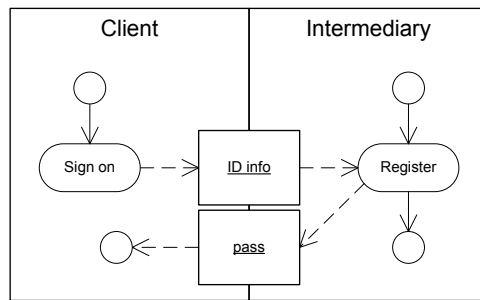 Client
Intermediary
Sign on
ID info
Register
pass